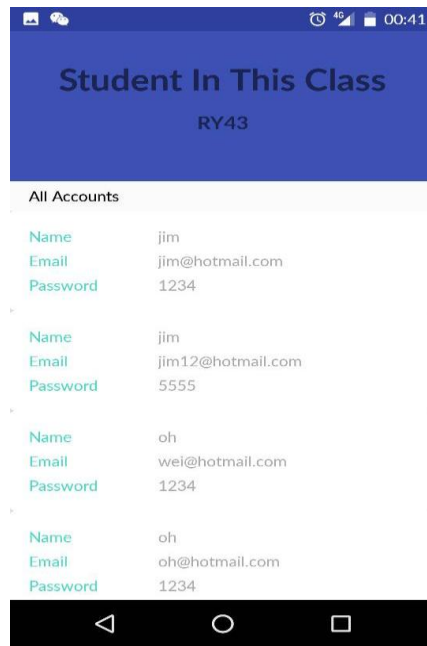 4G 00:41
Student In This Class
RY43
All Accounts
Name jim
Email jim@hotmail.com
Password 1234
Name jim
Email jim12@hotmail.com
Password 5555
Name oh
Email wei@hotmail.com
Password 1234
Name oh
Email oh@hotmail.com
Password 1234